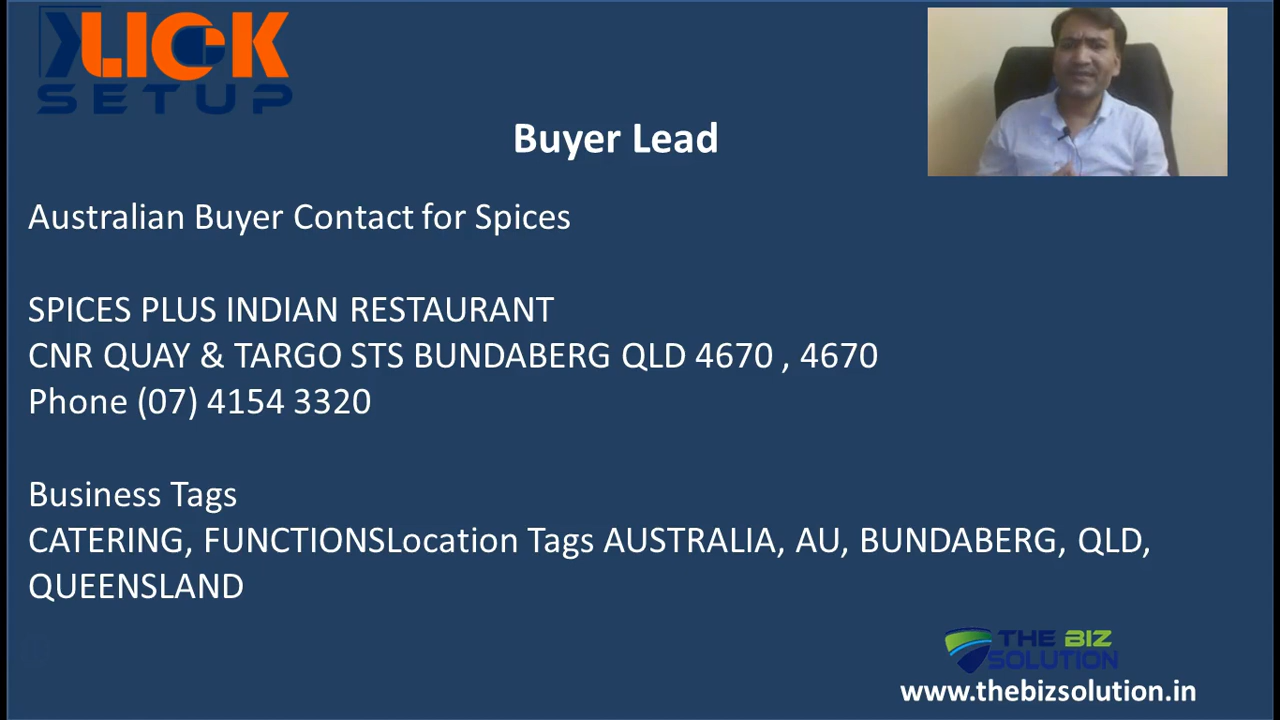 KLICK
SETUP
Buyer Lead
Australian Buyer Contact for Spices
SPICES PLUS INDIAN RESTAURANT
CNR QUAY & TARGO STS BUNDABERG QLD 4670 , 4670
Phone (07) 4154 3320
Business Tags
CATERING, FUNCTIONSLocation Tags AUSTRALIA, AU, BUNDABERG, QLD,
QUEENSLAND
THE BIZ
SOLUTION
www.thebizsolution.in